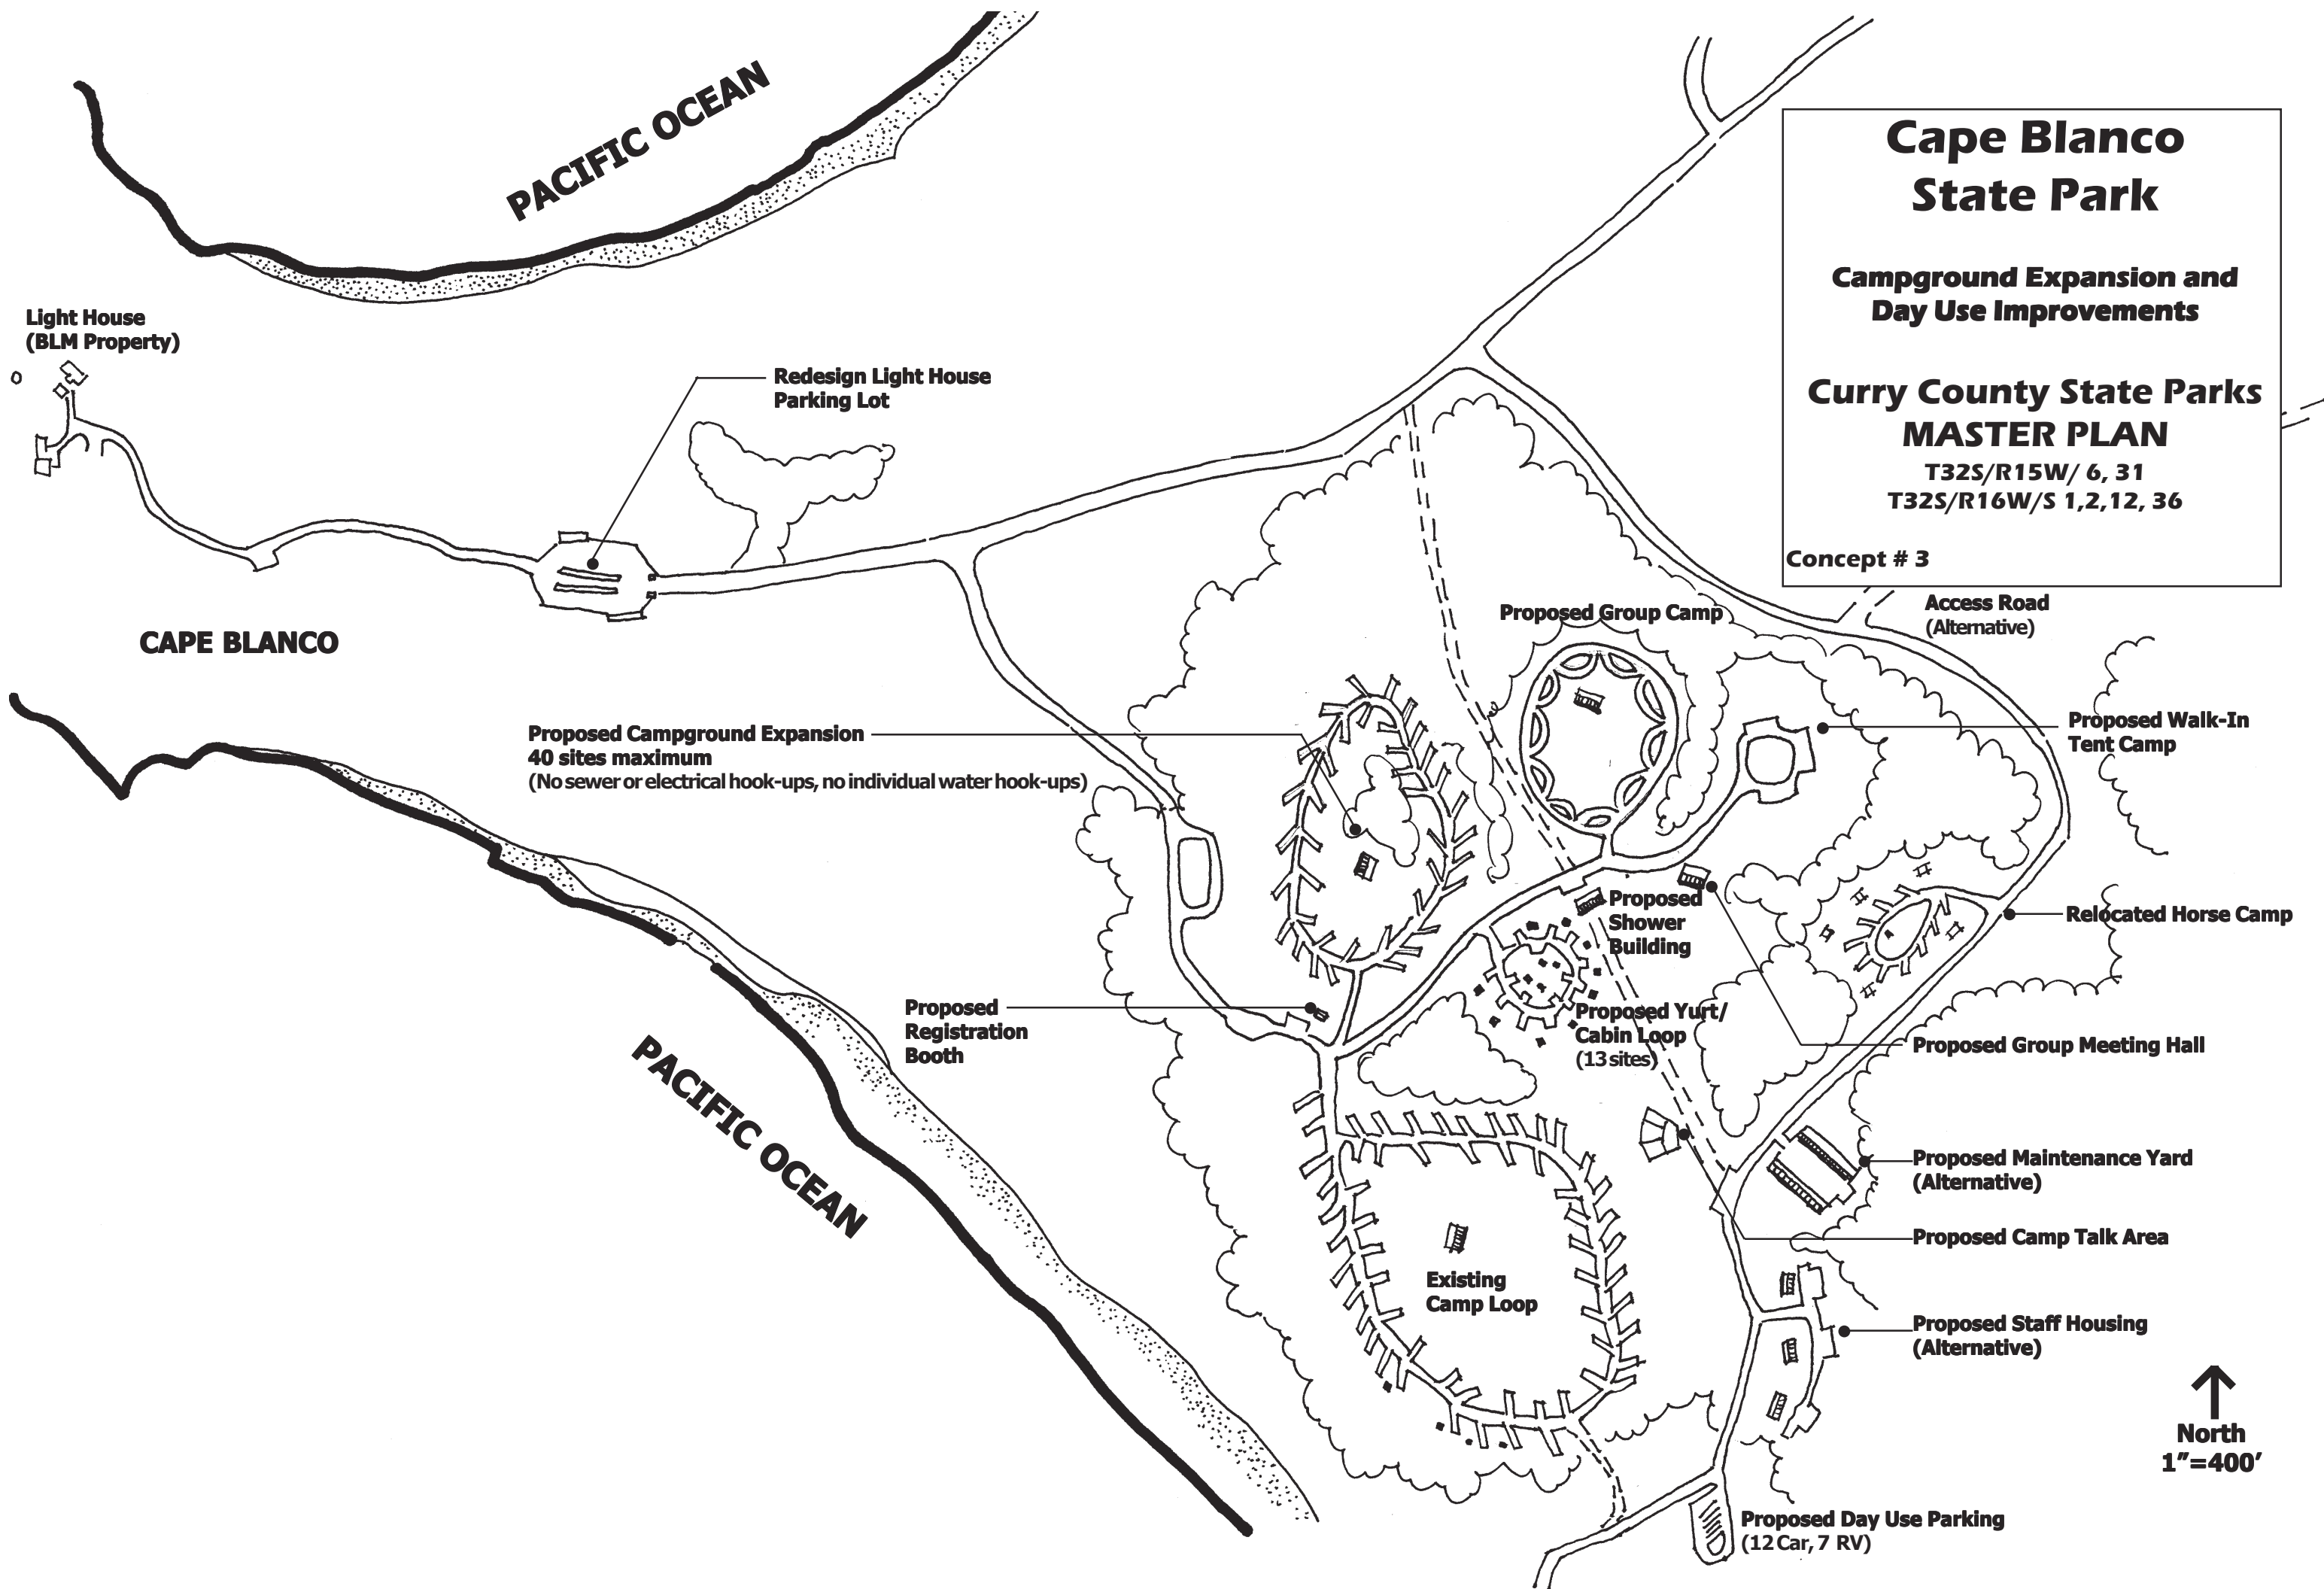 PACIFIC OCEAN
Cape Blanco
State Park
Campground Expansion and
Day Use Improvements
Curry County State Parks
MASTER PLAN
T32S/R15W/ 6, 31
T32S/R16W/S 1,2,12, 36
Concept # 3
Light House
(BLM Property)
Redesign Light House
Parking Lot
CAPE BLANCO
Access Road
(Alternative)
Proposed Group Camp
Proposed Walk-In
Tent Camp
Proposed Campground Expansion
40 sites maximum
(No sewer or electrical hook-ups, no individual water hook-ups)
Proposed
Shower
Building
Relocated Horse Camp
Proposed
Registration
Booth
Proposed Yurt/
Cabin Loop
(13 sites)
Proposed Group Meeting Hall
PACIFIC OCEAN
Proposed Maintenance Yard
(Alternative)
Proposed Camp Talk Area
Existing
Camp Loop
Proposed Staff Housing
(Alternative)
North
1”=400’
Proposed Day Use Parking
(12 Car, 7 RV)